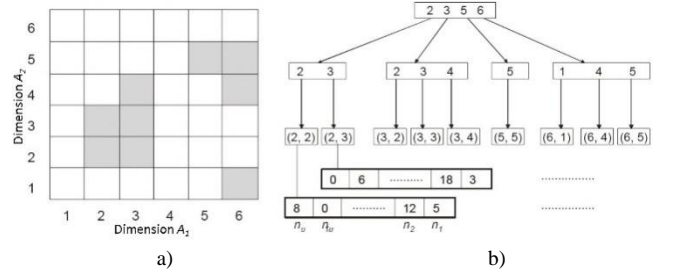 6
5
4
3
2
1
Dimension A2
1 2 3 4 5 6
Dimension A1
a)
2 3 5 6
2 3
2 3 4
5
1 4 5
(2, 2) (2, 3) (3, 2) (3, 3) (3, 4) (5, 5) (6, 1) (6, 4) (6, 5)
0 6 .......... 18 3
..............
8 0 .......... 12 5
..............
n2 n1
b)